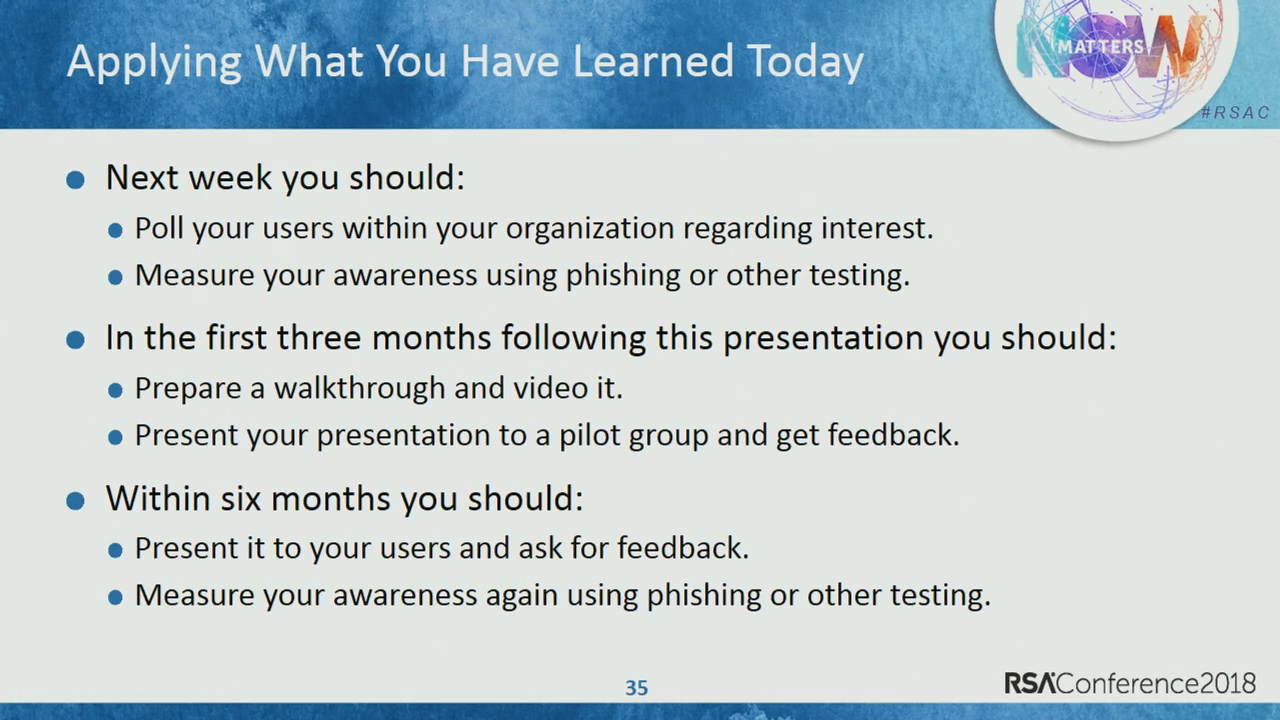 Applying What You Have Learned Today
NOW
MATTERS
#RSAC
Next week you should:
Poll your users within your organization regarding interest.
Measure your awareness using phishing or other testing.
In the first three months following this presentation you should:
Prepare a walkthrough and video it.
Present your presentation to a pilot group and get feedback.
Within six months you should:
Present it to your users and ask for feedback.
Measure your awareness again using phishing or other testing.
35
RSAConference2018